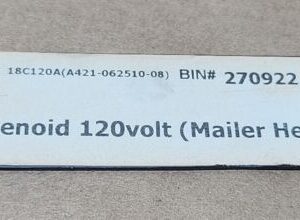 18C120A(A421-062510-08) BIN# 270922
enoid 120volt (Mailer He